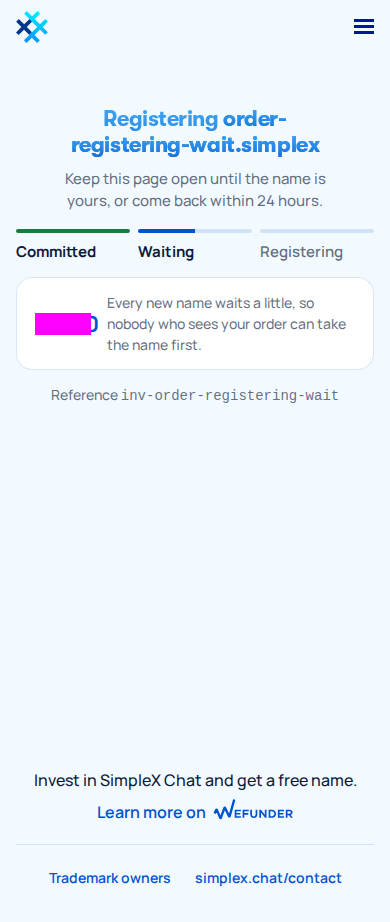 Registering order-
registering-wait.simplex
Keep this page open until the name is
yours, or come back within 24 hours.
Committed
Waiting
Registering
Every new name waits a little, so
nobody who sees your order can take
the name first.
Reference inv-order-registering-wait
Invest in SimpleX Chat and get a free name.
Learn more on WEFUNDER
Trademark owners
simplex.chat/contact